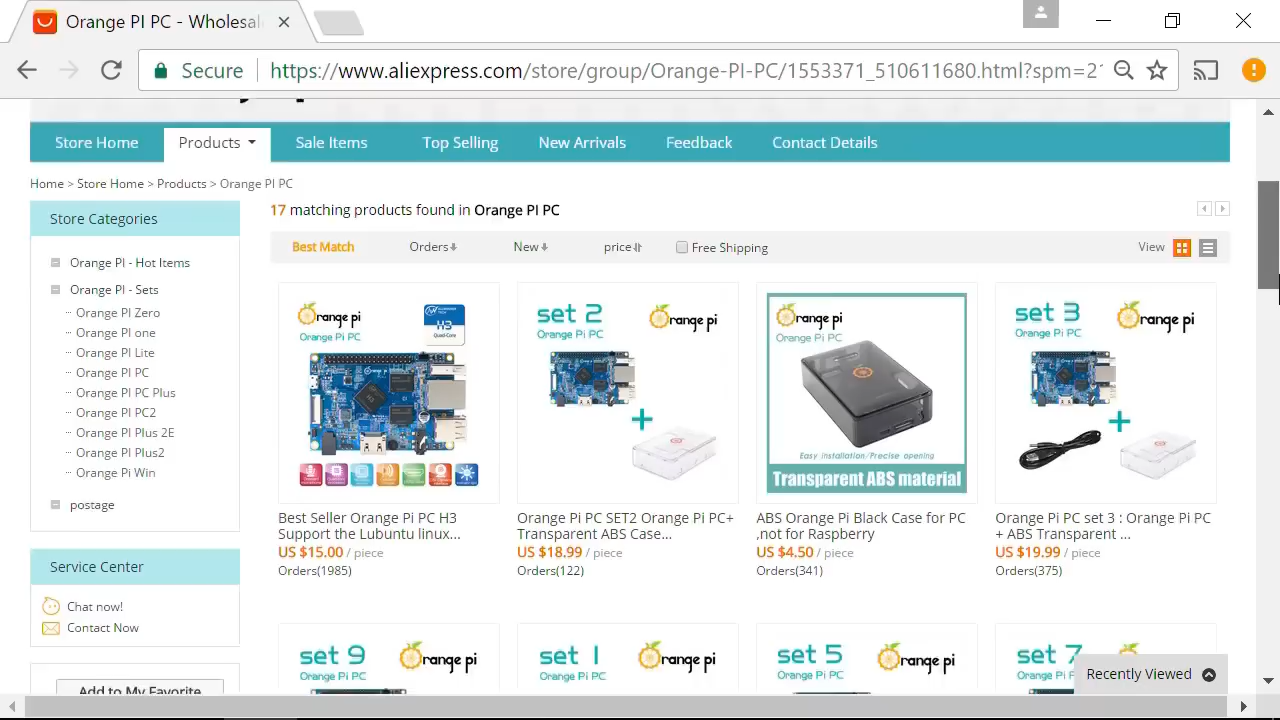 Orange PI PC - Wholesal
Secure
https://www.aliexpress.com/store/group/Orange-PI-PC/1553371_510611680.html?spm=2
Store Home
Products
Sale Items
Top Selling
New Arrivals
Feedback
Contact Details
Home > Store Home > Products > Orange PI PC
Store Categories
Orange PI - Hot Items
Orange PI - Sets
Orange PI Zero
Orange PI one
Orange PI Lite
Orange PI PC
Orange PI PC Plus
Orange PI PC2
Orange PI Plus 2E
Orange PI Plus2
Orange Pi Win
postage
Service Center
Chat now!
Contact Now
Add to My Favorite
17 matching products found in Orange PI PC
Best Match
Orders
New
price
Free Shipping
View
Orange pi
Orange Pi PC
H3
Quad-Core
Best Seller Orange Pi PC H3
Support the Lubuntu linux...
US $15.00 / piece
Orders(1985)
set 2
Orange Pi PC
Orange pi
Orange Pi PC SET2 Orange Pi PC+
Transparent ABS Case...
US $18.99 / piece
Orders(122)
Orange pi
Orange Pi PC
Easy installation/Precise opening
Transparent ABS material
ABS Orange Pi Black Case for PC
,not for Raspberry
US $4.50 / piece
Orders(341)
set 3
Orange Pi PC
Orange pi
Orange Pi PC set 3 : Orange Pi PC
+ ABS Transparent ...
US $19.99 / piece
Orders(375)
set 9
Orange Pi PC
Orange pi
set 1
Orange Pi PC
Orange pi
set 5
Orange Pi PC
Orange pi
set 7
Orange Pi PC
Recently Viewed